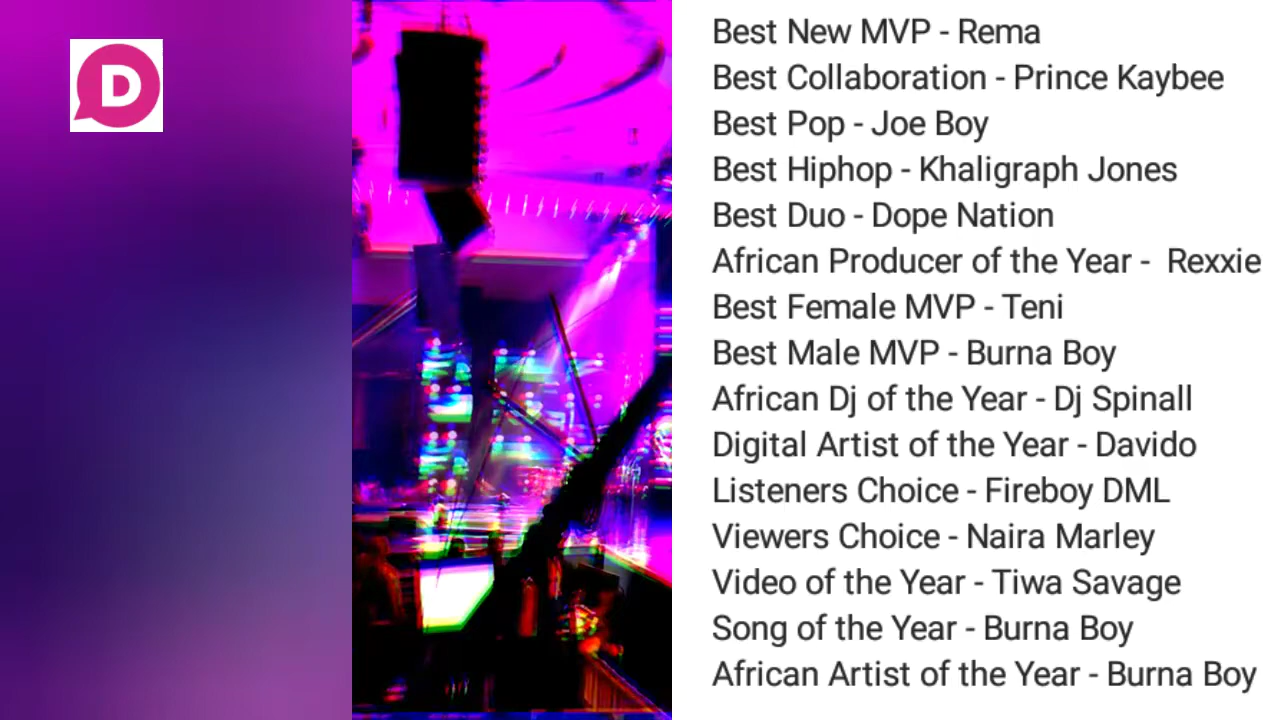 D
Best New MVP - Rema
Best Collaboration - Prince Kaybee
Best Pop - Joe Boy
Best Hiphop - Khaligraph Jones
Best Duo - Dope Nation
African Producer of the Year -  Rexxie
Best Female MVP - Teni
Best Male MVP - Burna Boy
African Dj of the Year - Dj Spinall
Digital Artist of the Year - Davido
Listeners Choice - Fireboy DML
Viewers Choice - Naira Marley
Video of the Year - Tiwa Savage
Song of the Year - Burna Boy
African Artist of the Year - Burna Boy